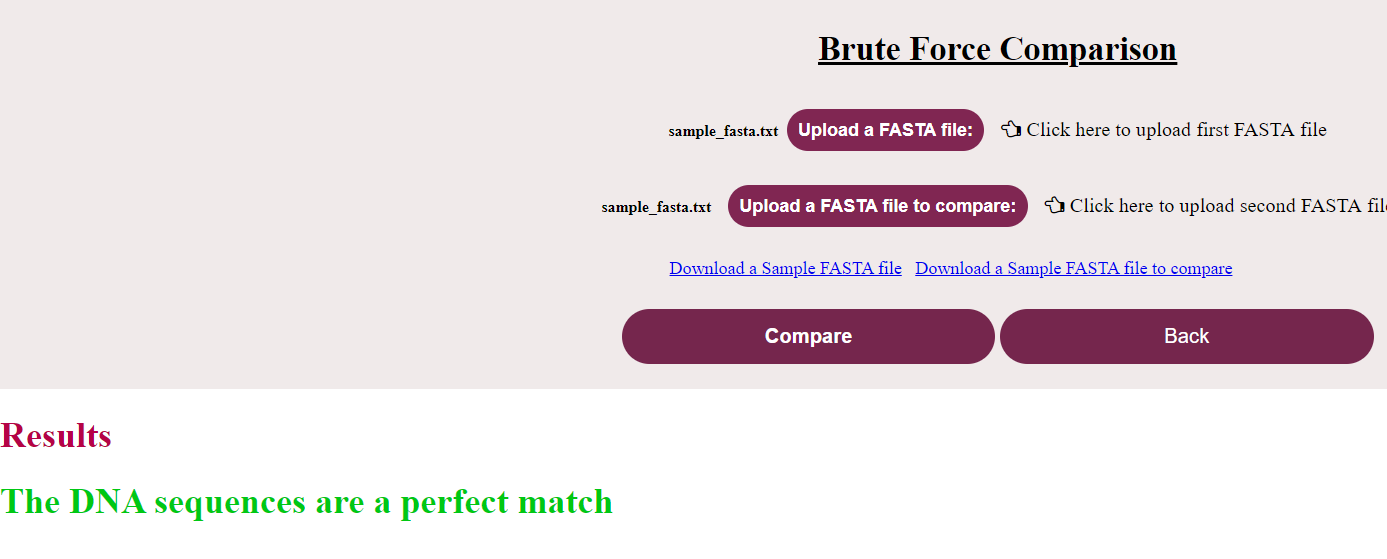 Brute Force Comparison
sample_fasta.txt Upload a FASTA file: Click here to upload first FASTA file
sample_fasta.txt Upload a FASTA file to compare: Click here to upload second FASTA
Download a Sample FASTA file Download a Sample FASTA file to compare
Compare Back
Results
The DNA sequences are a perfect match